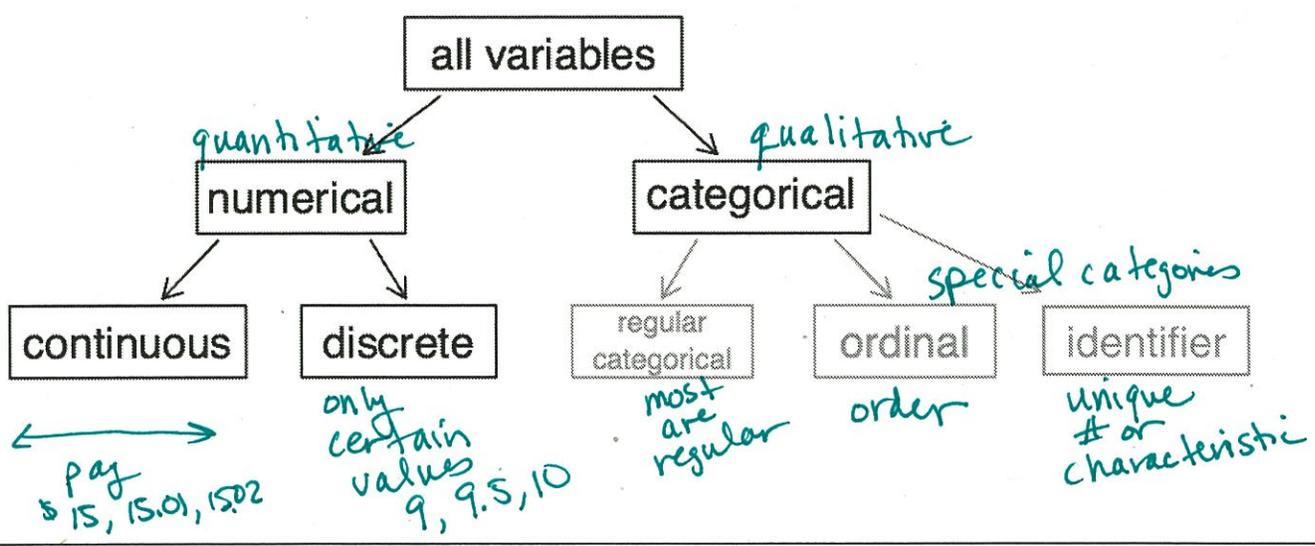 all variables
quantitative
qualitative
numerical
categorical
special categories
continuous
discrete
regular
categorical
ordinal
identifier
pay
$ 15, 15.01, 15.02
only
certain
values
9, 9.5, 10
most
are
regular
order
unique
# or
characteristic